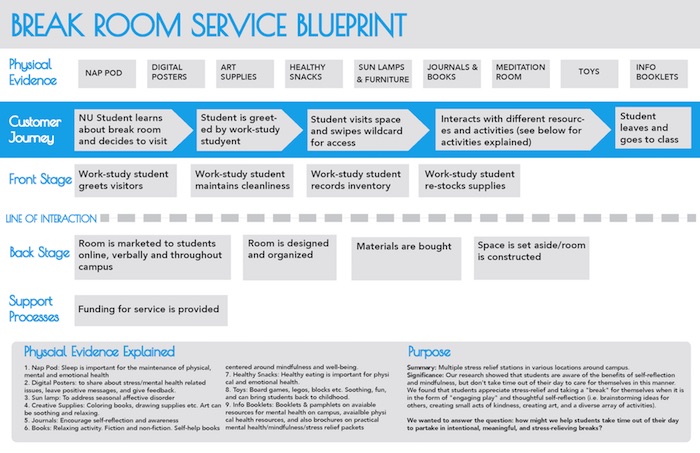 BREAK ROOM SERVICE BLUEPRINT
Physical
Evidence
NAP POD
DIGITAL
POSTERS
ART
SUPPLIES
HEALTHY
SNACKS
SUN LAMPS
& FURNITURE
JOURNALS &
BOOKS
MEDITATION
ROOM
TOYS
INFO
BOOKLETS
Customer
Journey
NU Student learns
about break room
and decides to visit
Student is greet-
ed by work-study
studyent
Student visits space
and swipes wildcard
for access
Interacts with different resourc-
es and activities (see below for
activities explained)
Student
leaves and
goes to class
Front Stage
Work-study student
greets visitors
Work-study student
maintains cleanliness
Work-study student
records inventory
Work-study student
re-stocks supplies
LINE OF INTERACTION
Back Stage
Room is marketed to students
online, verbally and throughout
campus
Room is designed
and organized
Materials are bought
Space is set aside/room
is constructed
Support
Processes
Funding for service is provided
Physcial Evidence Explained
1. Nap Pod: Sleep is important for the maintenance of physical,
mental and emotional health
2. Digital Posters: to share about stress/mental health related
issues, leave positive messages, and give feedback.
3. Sun lamp: To address seasonal affective disorder
4. Creative Supplies: Coloring books, drawing supplies etc. Art can
be soothing and relaxing.
5. Journals: Encourage self-reflection and awareness
6. Books: Relaxing activity. Fiction and non-fiction. Self-help books
centered around mindfulness and well-being.
7. Healthy Snacks: Healthy eating is important for physi
cal and emotional health.
8. Toys: Board games, legos, blocks etc. Soothing, fun,
and can bring students back to childhood.
9. Info Booklets: Booklets & pamphlets on avaiable
resources for mental health on campus, avaialble physi
cal health resources, and also brochures on practical
mental health/mindfulness/stress relief packets
Purpose
Summary: Multiple stress relief stations in various locations around campus.
Significance: Our research showed that students are aware of the benefits of self-reflection
and mindfulness, but don't take time out of their day to care for themselves in this manner.
We found that students appreciate stress-relief and taking a "break" for themselves when it is
in the form of "engaging play" and thoughtful self-reflection (i.e. brainstorming ideas for
others, creating small acts of kindness, creating art, and a diverse array of activities).
We wanted to answer the question: how might we help students take time out of their day
to partake in intentional, meaningful, and stress-relieving breaks?